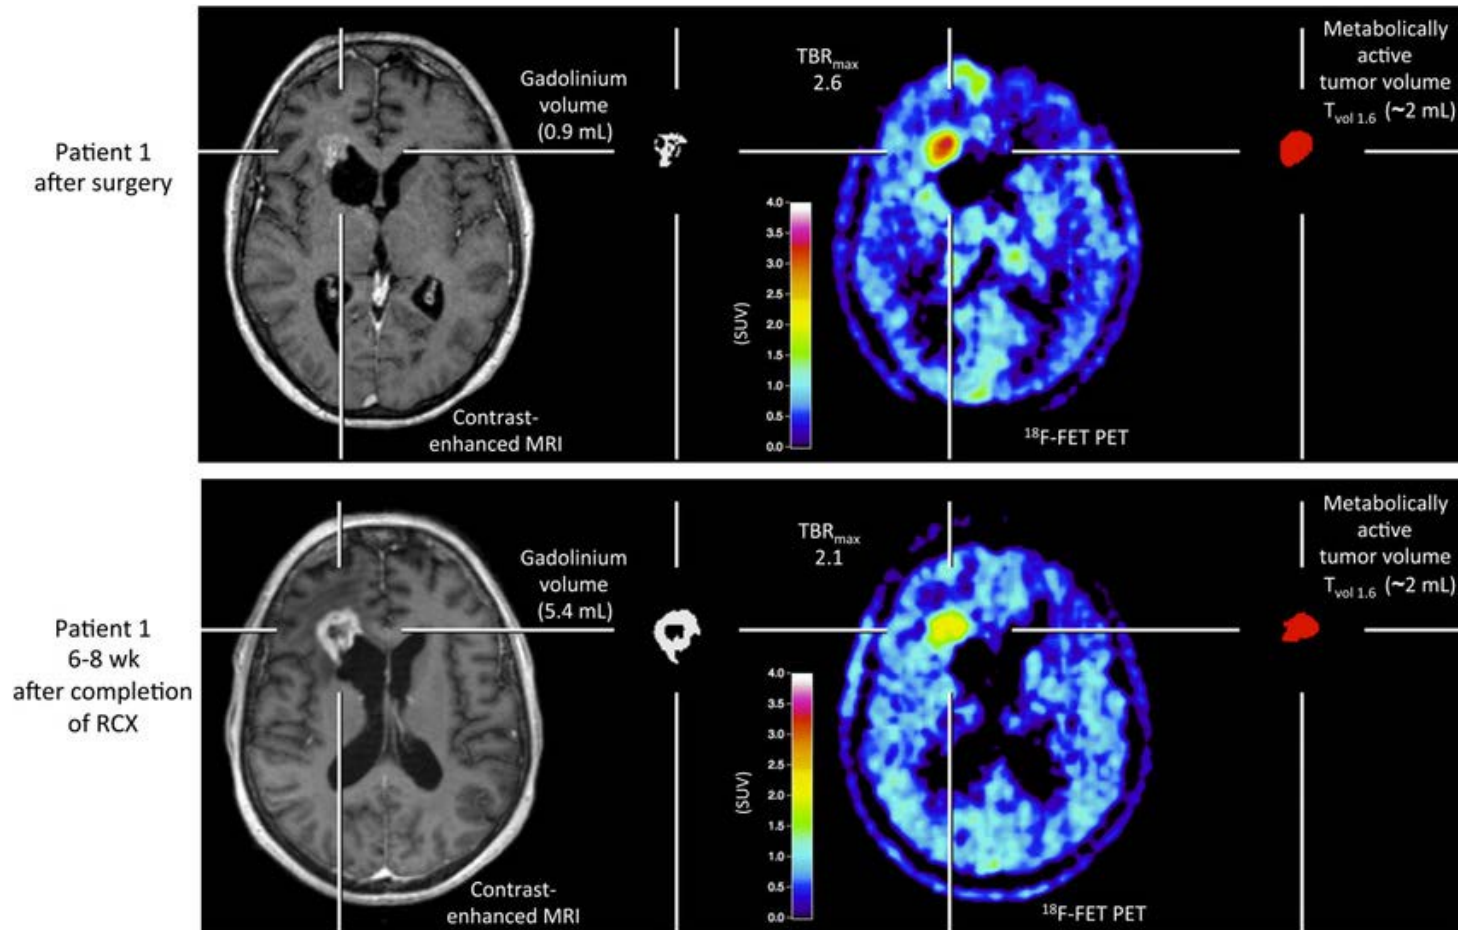 Patient 1
after surgery
Gadolinium
volume
(0.9 mL)
Contrast-
enhanced MRI
TBRmax
2.6
(SUV)
4.0
3.5
3.0
2.5
2.0
1.5
1.0
0.5
0.0
18F-FET PET
Metabolically
active
tumor volume
Tvol 1.6 (~2 mL)
Patient 1
6-8 wk
after completion
of RCX
Gadolinium
volume
(5.4 mL)
Contrast-
enhanced MRI
TBRmax
2.1
(SUV)
4.0
3.5
3.0
2.5
2.0
1.5
1.0
0.5
0.0
18F-FET PET
Metabolically
active
tumor volume
Tvol 1.6 (~2 mL)